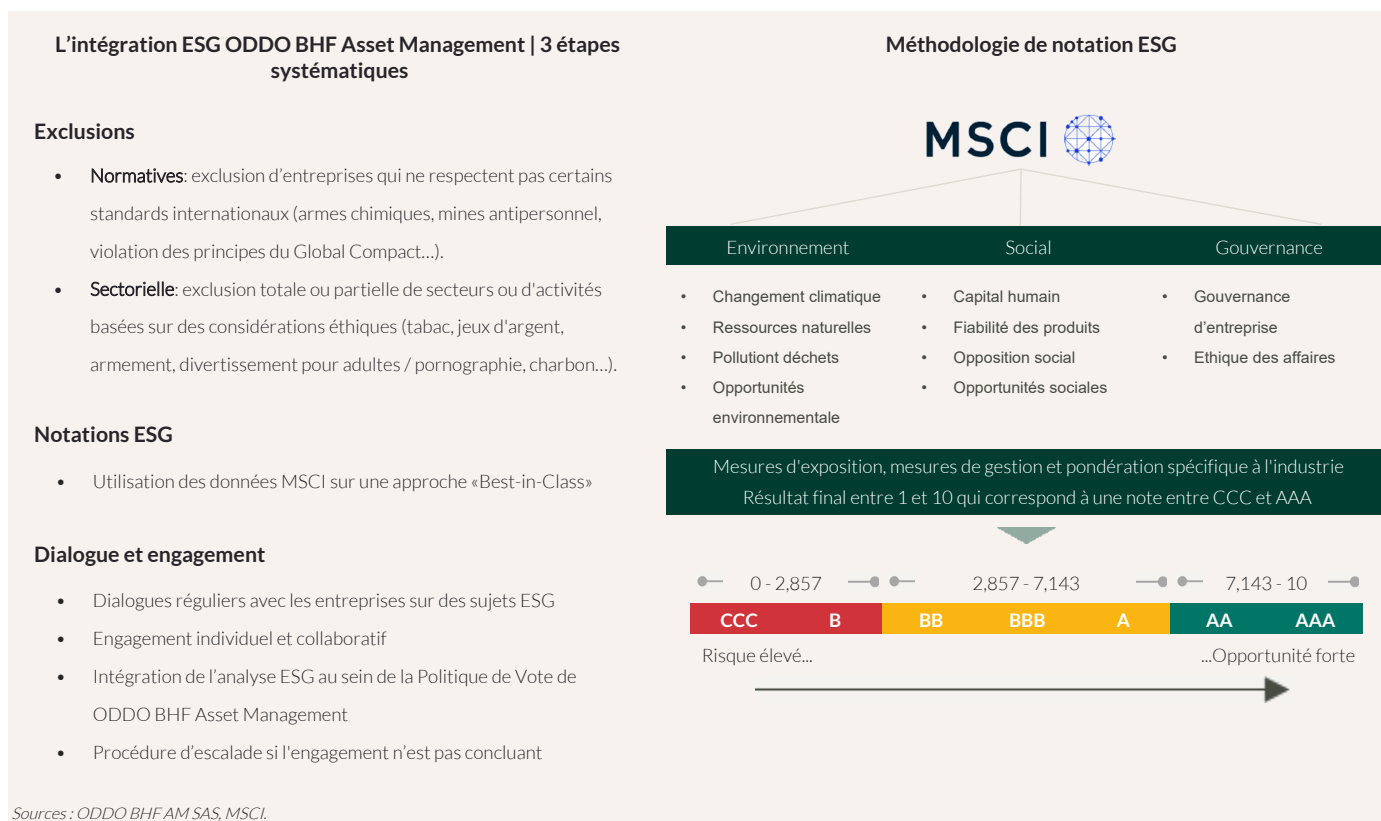 L'intégration ESG ODDO BHF Asset Management | 3 étapes
systématiques
Exclusions
• Normatives: exclusion d'entreprises qui ne respectent pas certains
standards internationaux (armes chimiques, mines antipersonnel,
violation des principes du Global Compact…).
• Sectorielle: exclusion totale ou partielle de secteurs ou d'activités
basées sur des considérations éthiques (tabac, jeux d'argent,
armement, divertissement pour adultes / pornographie, charbon…).
Notations ESG
• Utilisation des données MSCI sur une approche «Best-in-Class»
Dialogue et engagement
• Dialogues réguliers avec les entreprises sur des sujets ESG
• Engagement individuel et collaboratif
• Intégration de l'analyse ESG au sein de la Politique de Vote de
ODDO BHF Asset Management
• Procédure d'escalade si l'engagement n'est pas concluant
Méthodologie de notation ESG
MSCI
Environnement Social Gouvernance
• Changement climatique
• Ressources naturelles
• Pollutiont déchets
• Opportunités
environnementale
• Capital humain
• Fiabilité des produits
• Opposition social
• Opportunités sociales
• Gouvernance
d'entreprise
• Ethique des affaires
Mesures d'exposition, mesures de gestion et pondération spécifique à l'industrie
Résultat final entre 1 et 10 qui correspond à une note entre CCC et AAA
0 - 2,857 2,857 - 7,143 7,143 - 10
CCC B BB BBB A AA AAA
Risque élevé... ...Opportunité forte
Sources : ODDO BHF AM SAS, MSCI.